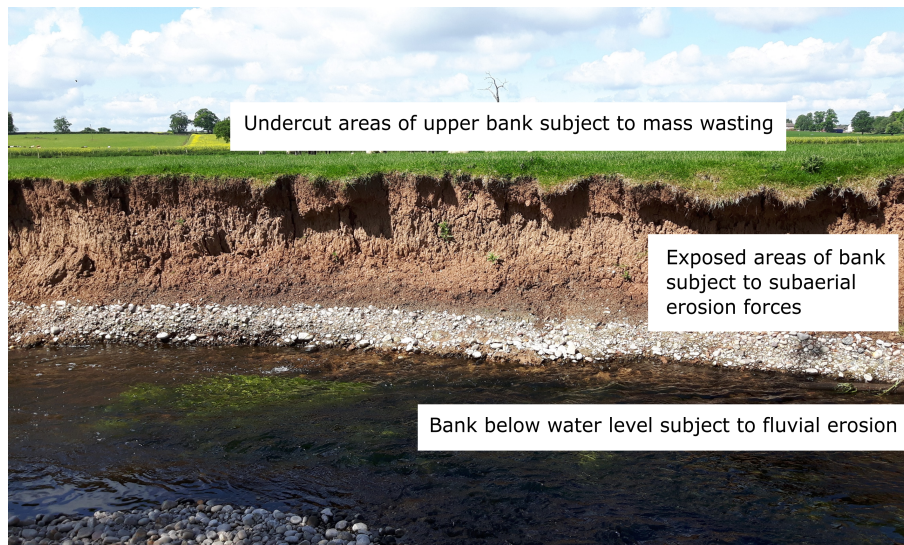 Undercut areas of upper bank subject to mass wasting
Exposed areas of bank
subject to subaerial
erosion forces
Bank below water level subject to fluvial erosion